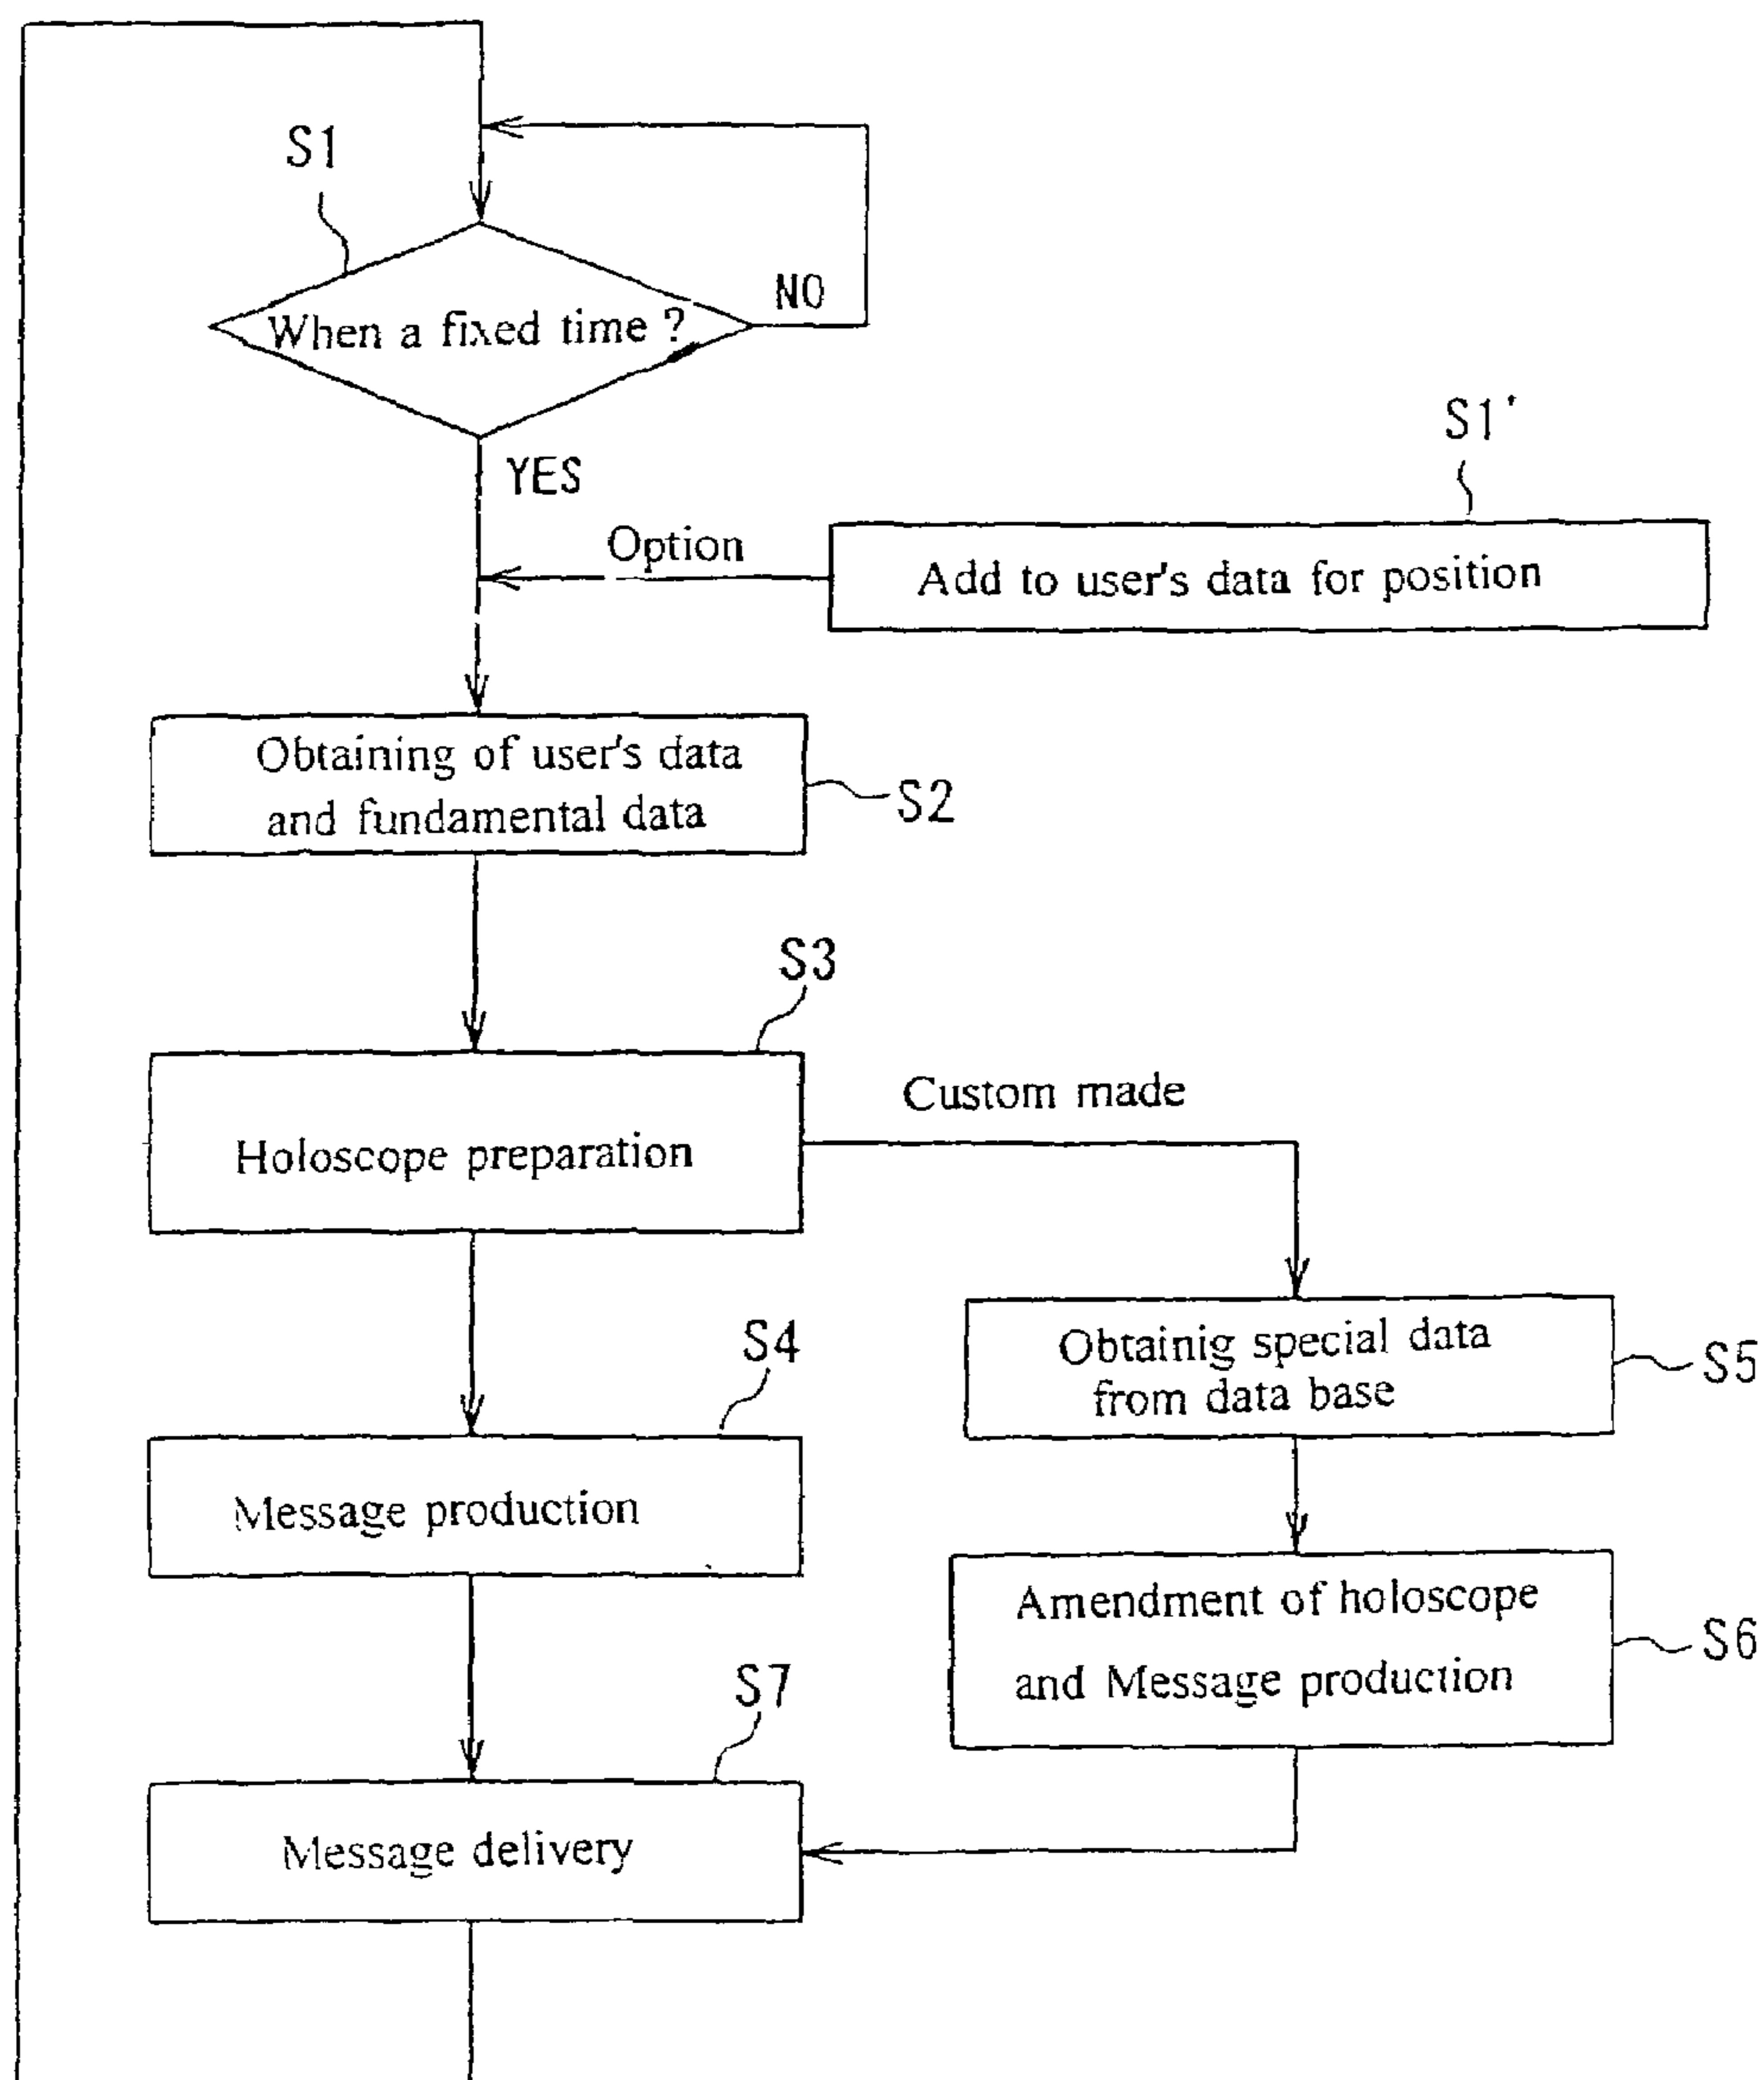 S1
NO
When a fixed time ?
S1'
YES
Option
Add to user's data for position
Obtaining of user's data
and fundamental data
S2
S3
Custom made
Holoscope preparation
S4
Obtainig special data
from data base
S5
Message production
Amendment of holoscope
and Message production
S6
S7
Message delivery